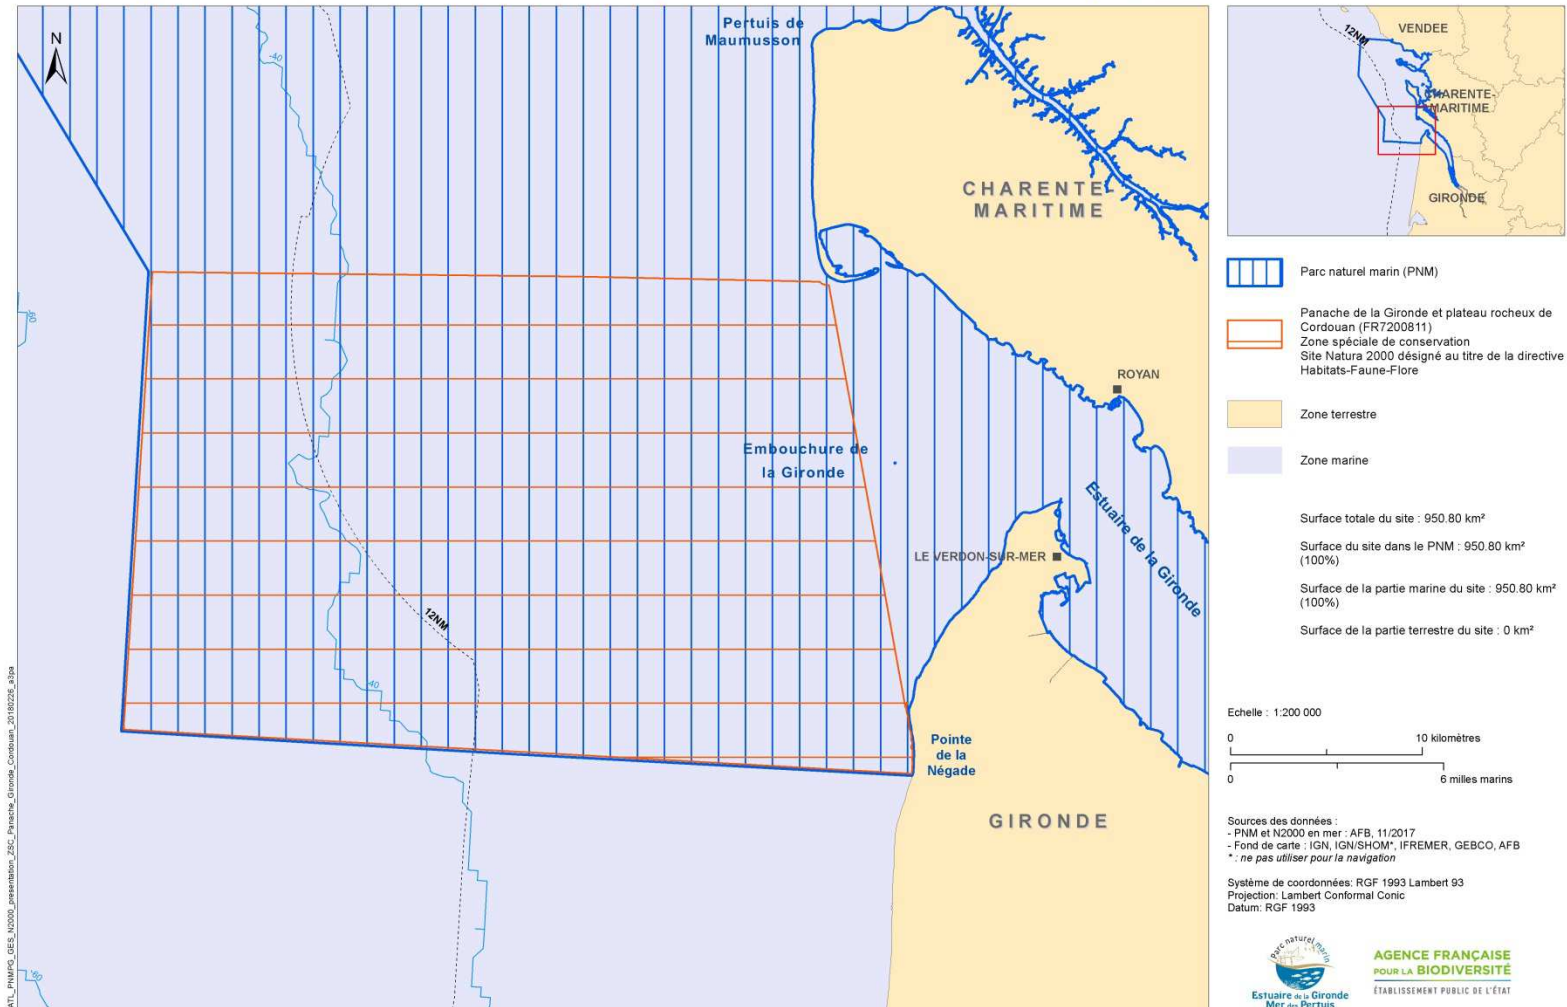 Pertuis de
Maumusson
N
-40
CHARENTE
MARITIME
-60
ROYAN
Embouchure de
la Gironde
Estuaire de la Gironde
LE VERDON-SUR-MER
12NM
-40
Pointe
de la
Négade
GIRONDE
-60
ATL_PNMPG_GES_N2000_presentation_ZSC_Panache_Gironde_Cordouan_20180226_a3pa
12NM
VENDEE
CHARENTE-
MARITIME
GIRONDE
Parc naturel marin (PNM)
Panache de la Gironde et plateau rocheux de
Cordouan (FR7200811)
Zone spéciale de conservation
Site Natura 2000 désigné au titre de la directive
Habitats-Faune-Flore
Zone terrestre
Zone marine
Surface totale du site : 950.80 km²
Surface du site dans le PNM : 950.80 km²
(100%)
Surface de la partie marine du site : 950.80 km²
(100%)
Surface de la partie terrestre du site : 0 km²
Echelle : 1:200 000
0 10 kilomètres
0 6 milles marins
Sources des données :
- PNM et N2000 en mer : AFB, 11/2017
- Fond de carte : IGN, IGN/SHOM*, IFREMER, GEBCO, AFB
* : ne pas utiliser pour la navigation
Système de coordonnées: RGF 1993 Lambert 93
Projection: Lambert Conformal Conic
Datum: RGF 1993
Parc naturel marin
Estuaire de la Gironde
Mer des Pertuis
AGENCE FRANÇAISE
POUR LA BIODIVERSITÉ
ÉTABLISSEMENT PUBLIC DE L'ÉTAT